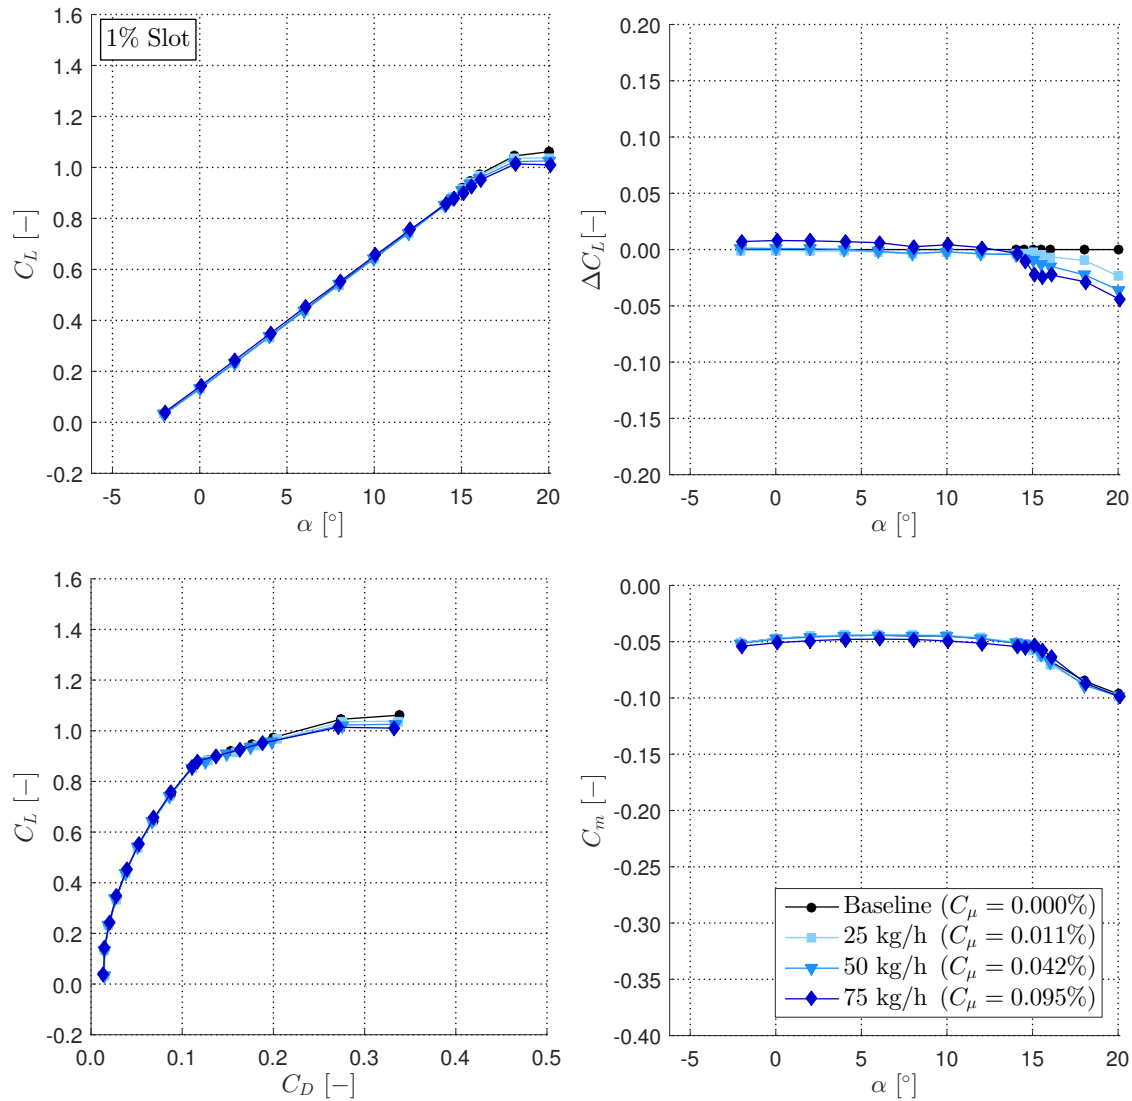 1% Slot
1.6
1.4
1.2
1.0
0.8
0.6
0.4
0.2
0.0
-0.2
C_L [−]
-5 0 5 10 15 20
α [°]
0.20
0.15
0.10
0.05
0.00
-0.05
-0.10
-0.15
-0.20
ΔC_L[−]
-5 0 5 10 15 20
α [°]
1.6
1.4
1.2
1.0
0.8
0.6
0.4
0.2
0.0
-0.2
C_L [−]
0.0 0.1 0.2 0.3 0.4 0.5
C_D [−]
0.00
-0.05
-0.10
-0.15
-0.20
-0.25
-0.30
-0.35
-0.40
C_m [−]
Baseline (C_μ = 0.000%)
25 kg/h (C_μ = 0.011%)
50 kg/h (C_μ = 0.042%)
75 kg/h (C_μ = 0.095%)
-5 0 5 10 15 20
α [°]